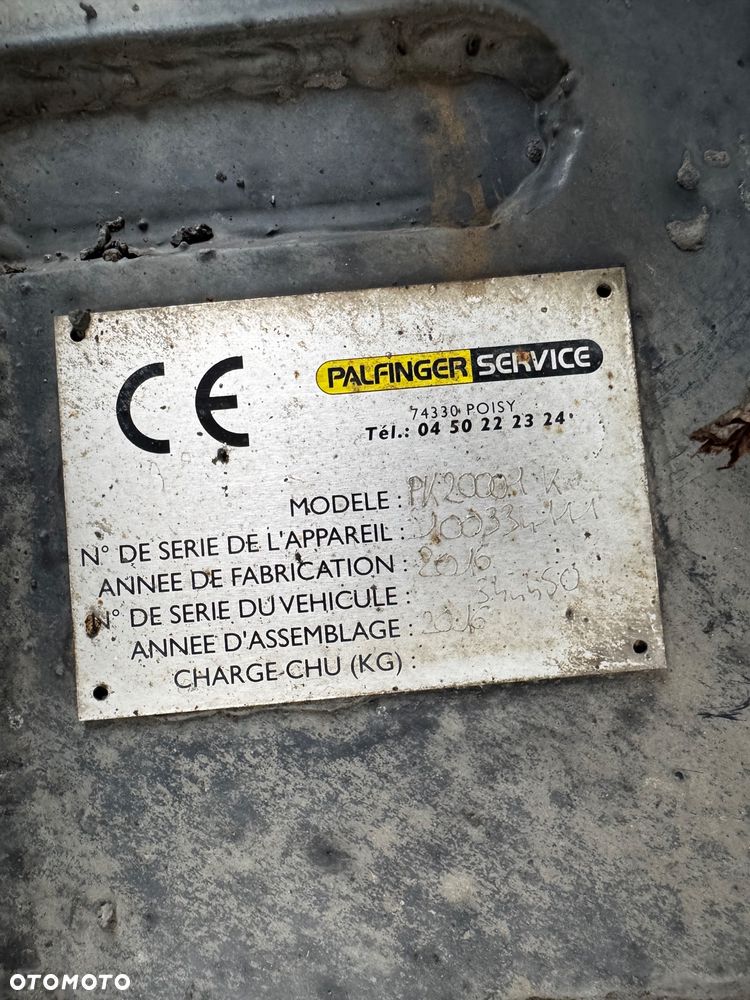 CE
PALFINGER SERVICE
74330 POISY
Tél.: 04 50 22 23 24
MODELE :
N° DE SERIE DE L'APPAREIL :
ANNEE DE FABRICATION : 2016
N° DE SERIE DU VEHICULE :
ANNEE D'ASSEMBLAGE : 2016
CHARGE CHU (KG) :
OTOMOTO